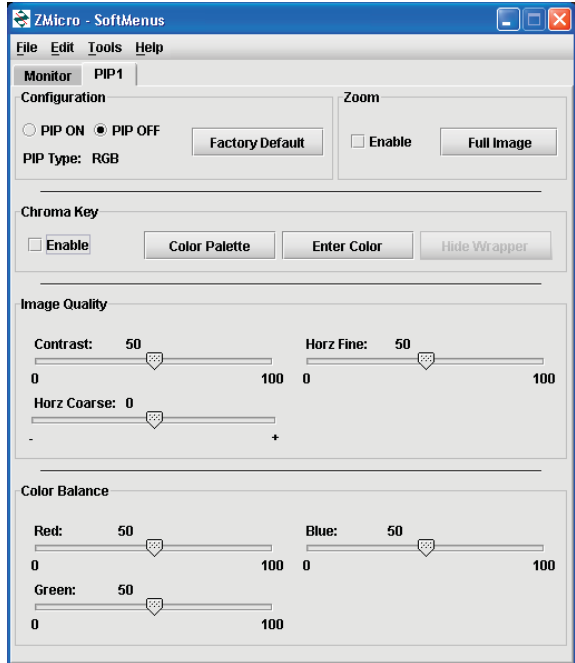 ZMicro - SoftMenus
File Edit Tools Help
Monitor PIP1
Configuration
PIP ON PIP OFF
Factory Default
PIP Type: RGB
Zoom
Enable Full Image
Chroma Key
Enable Color Palette Enter Color Hide Wrapper
Image Quality
Contrast: 50 Horz Fine: 50
0 100 0 100
Horz Coarse: 0
- +
Color Balance
Red: 50 Blue: 50
0 100 0 100
Green: 50
0 100